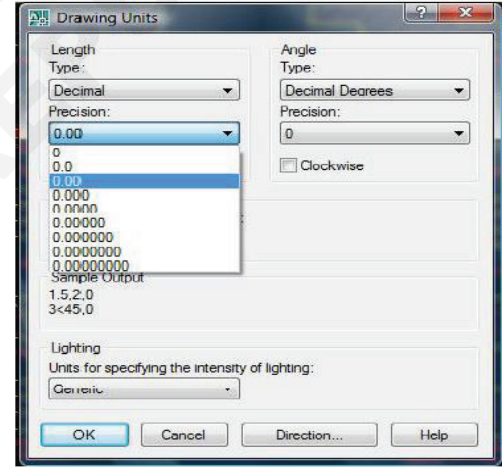 Drawing Units
Length
Type:
Decimal
Precision:
0.00
0
0.0
0.00
0.000
0.0000
0.00000
0.000000
0.0000000
0.00000000
Angle
Type:
Decimal Degrees
Precision:
0
Clockwise
Sample Output
1.5,2,0
3<45,0
Lighting
Units for specifying the intensity of lighting:
Generic
OK
Cancel
Direction...
Help